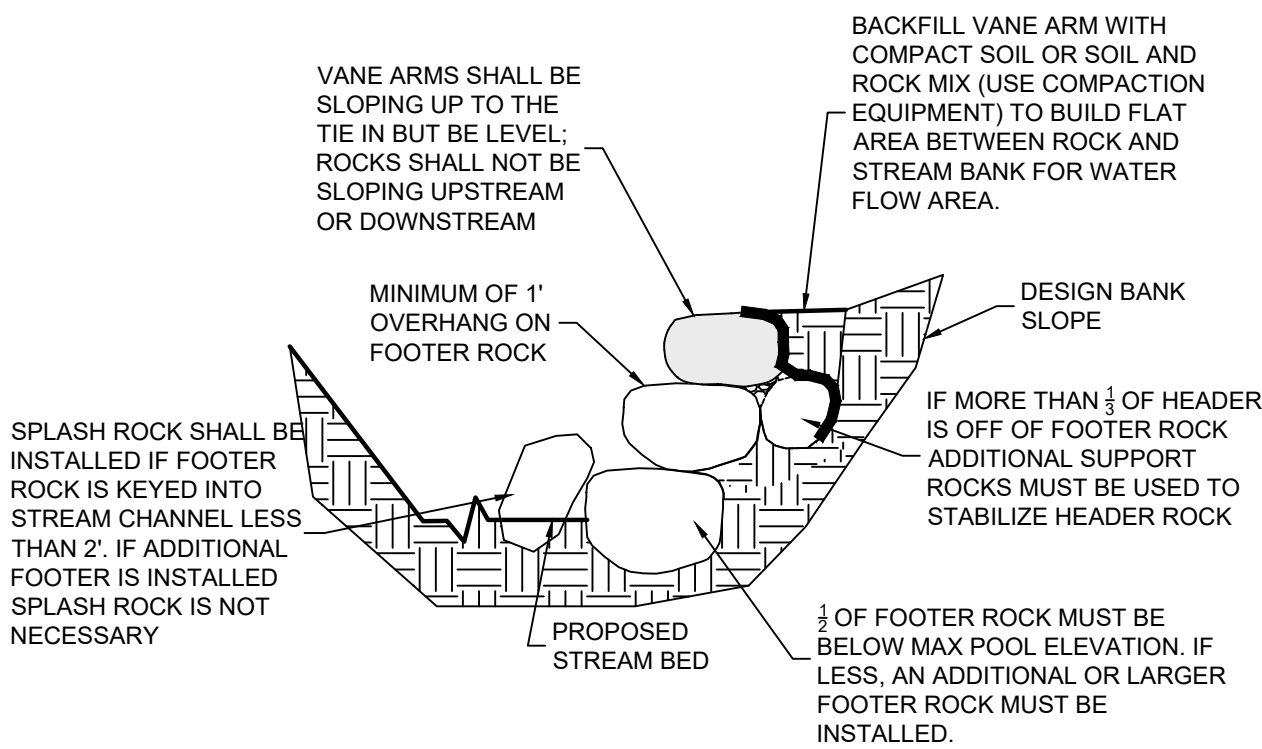 BACKFILL VANE ARM WITH
COMPACT SOIL OR SOIL AND
ROCK MIX (USE COMPACTION
EQUIPMENT) TO BUILD FLAT
AREA BETWEEN ROCK AND
STREAM BANK FOR WATER
FLOW AREA.
VANE ARMS SHALL BE
SLOPING UP TO THE
TIE IN BUT BE LEVEL;
ROCKS SHALL NOT BE
SLOPING UPSTREAM
OR DOWNSTREAM
MINIMUM OF 1'
OVERHANG ON
FOOTER ROCK
DESIGN BANK
SLOPE
SPLASH ROCK SHALL BE
INSTALLED IF FOOTER
ROCK IS KEYED INTO
STREAM CHANNEL LESS
THAN 2'. IF ADDITIONAL
FOOTER IS INSTALLED
SPLASH ROCK IS NOT
NECESSARY
IF MORE THAN 1/3 OF HEADER
IS OFF OF FOOTER ROCK
ADDITIONAL SUPPORT
ROCKS MUST BE USED TO
STABILIZE HEADER ROCK
PROPOSED
STREAM BED
1/2 OF FOOTER ROCK MUST BE
BELOW MAX POOL ELEVATION. IF
LESS, AN ADDITIONAL OR LARGER
FOOTER ROCK MUST BE
INSTALLED.